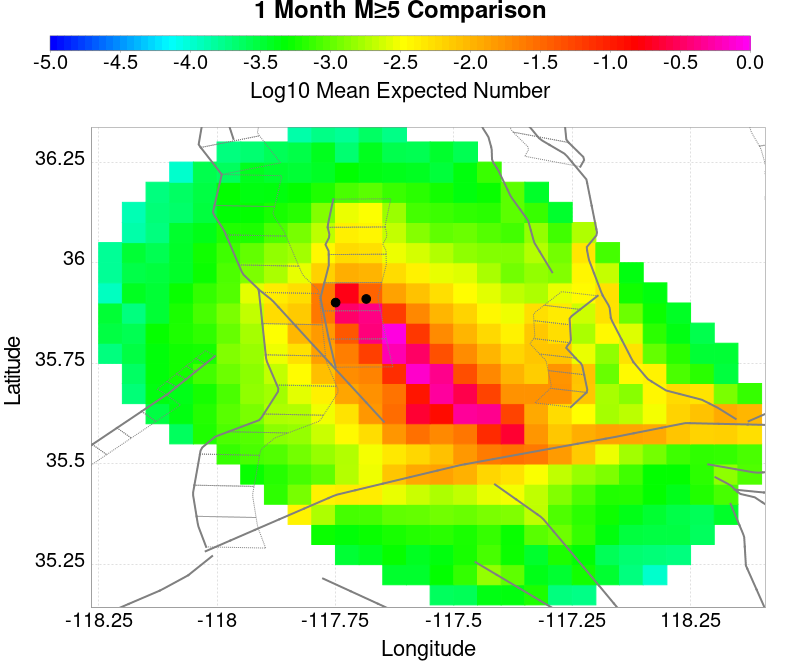 1 Month M≥5 Comparison
-5.0 -4.5 -4.0 -3.5 -3.0 -2.5 -2.0 -1.5 -1.0 -0.5 0.0
Log10 Mean Expected Number
36.25
36
35.75
35.5
35.25
Latitude
-118.25 -118 -117.75 -117.5 -117.25 118.25
Longitude